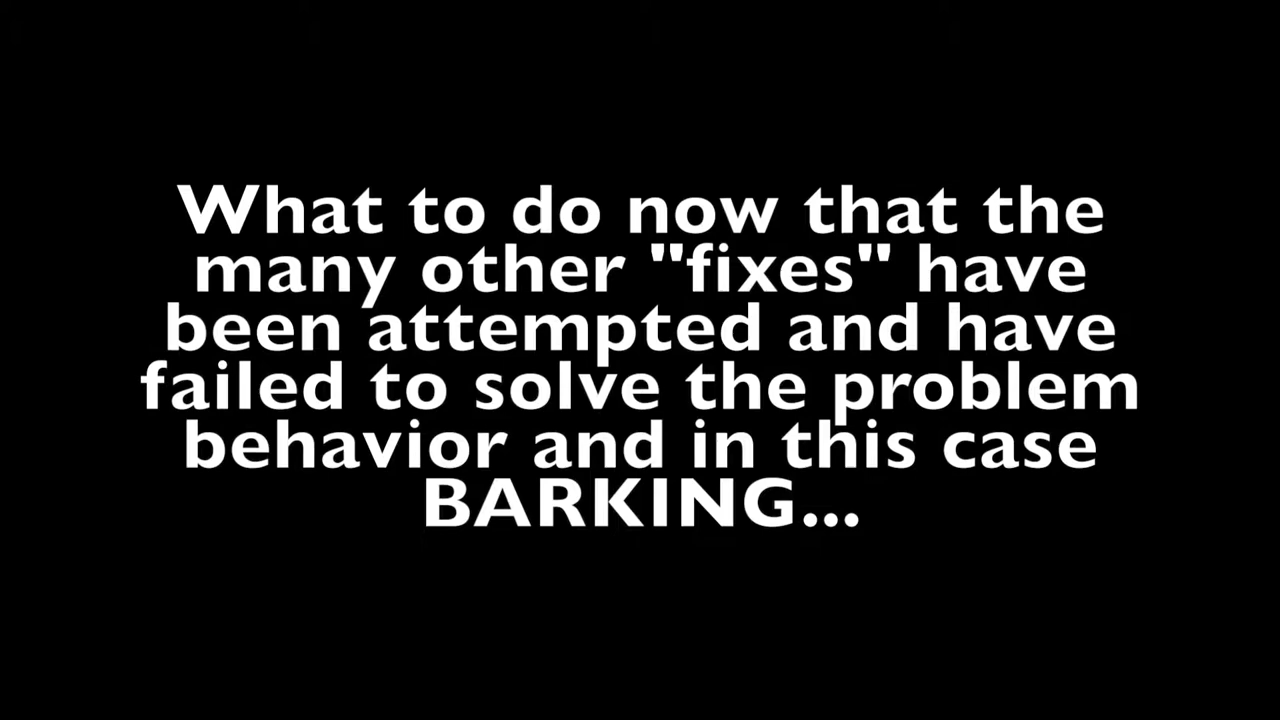 What to do now that the
many other "fixes" have
been attempted and have
failed to solve the problem
behavior and in this case
BARKING...